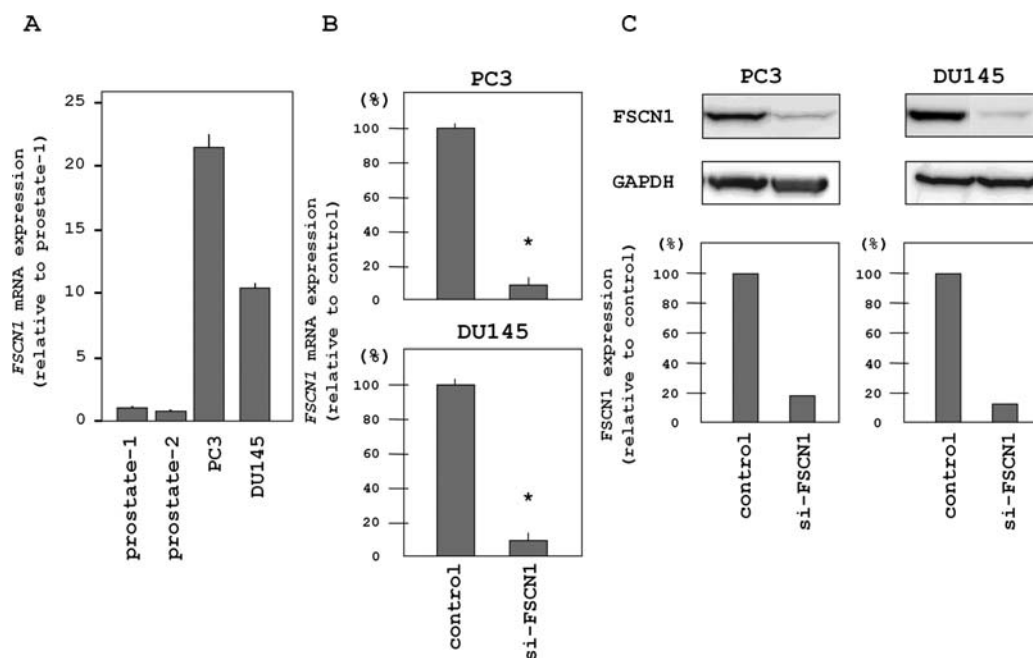 A
FSCN1 mRNA expression
(relative to prostate-1)
25
20
15
10
5
0
prostate-1
prostate-2
PC3
DU145
B
FSCN1 mRNA expression
(relative to control)
PC3
(%)
100
80
60
40
20
0
*
DU145
(%)
100
80
60
40
20
0
*
control
si-FSCN1
C
PC3
DU145
FSCN1
GAPDH
FSCN1 expression
(relative to control)
(%)
100
80
60
40
20
0
control
si-FSCN1
(%)
100
80
60
40
20
0
control
si-FSCN1